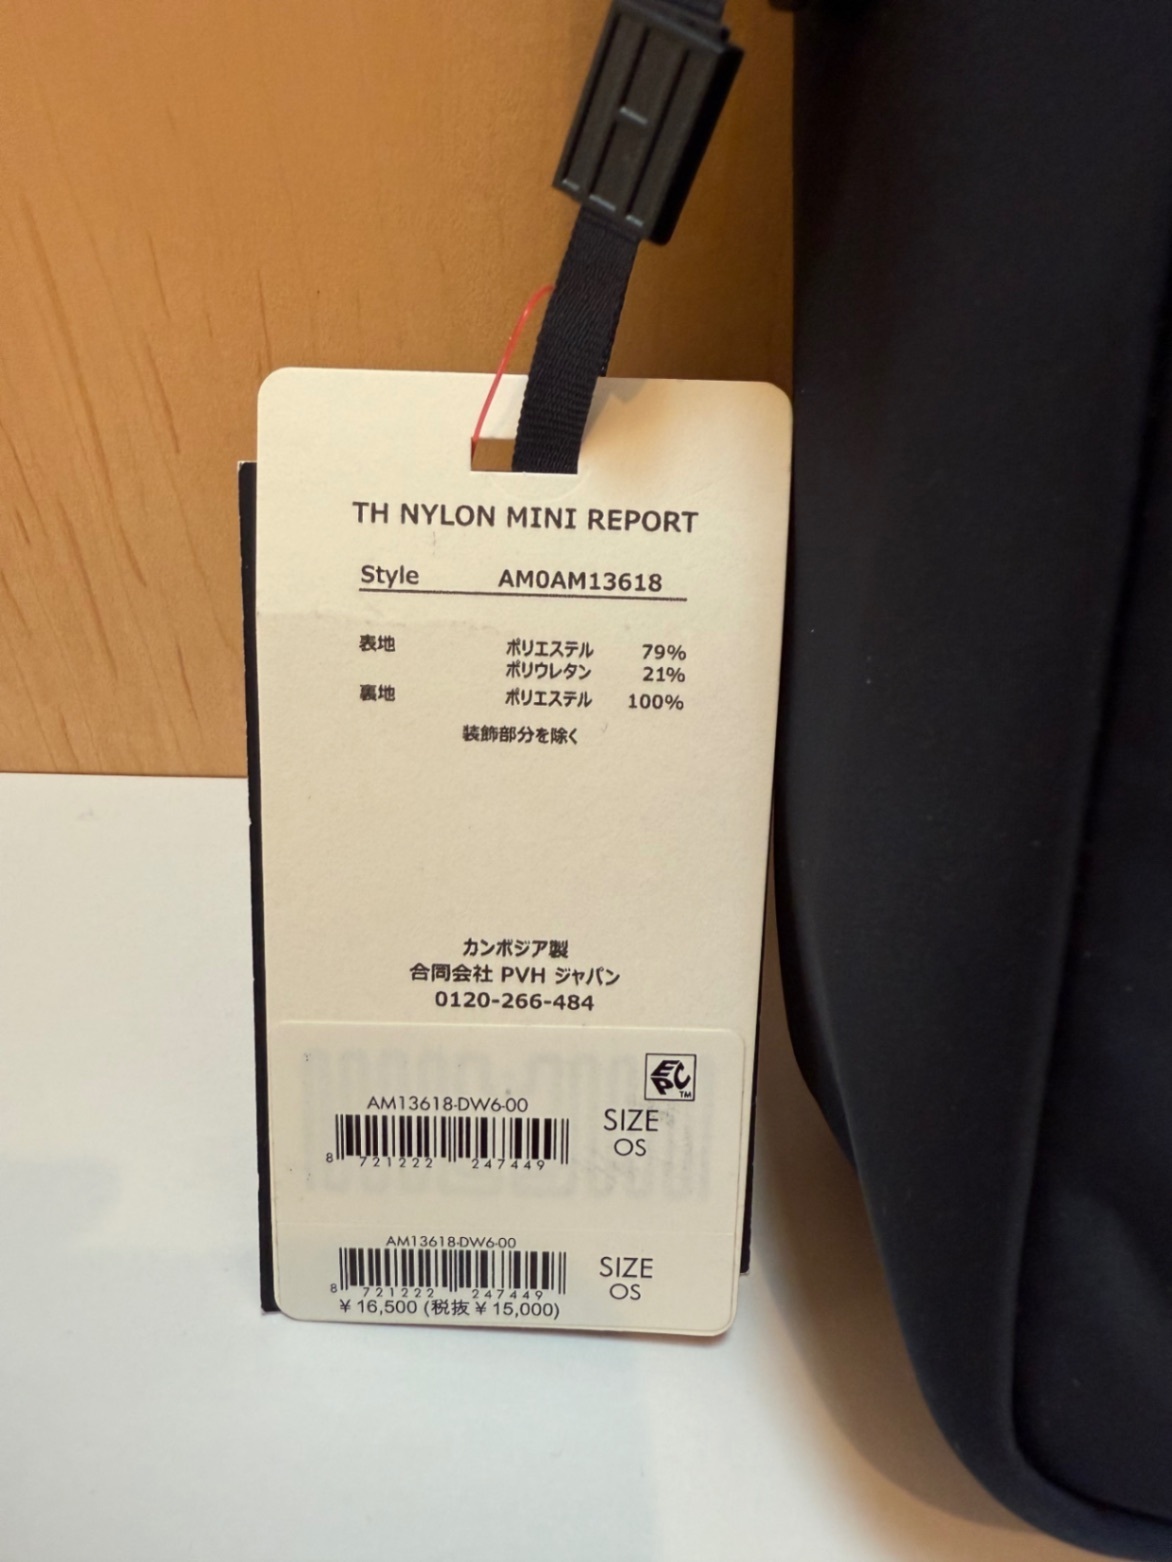 TH NYLON MINI REPORT
Style AM0AM13618
表地 ポリエステル 79%
ポリウレタン 21%
裏地 ポリエステル 100%
装飾部分を除く
カンボジア製
合同会社 PVH ジャパン
0120-266-484
EPC™
AM13618-DW6-00
SIZE
OS
8 721222 247449
AM13618-DW6-00
SIZE
OS
8 721222 247449
¥ 16,500 (税抜 ¥ 15,000)